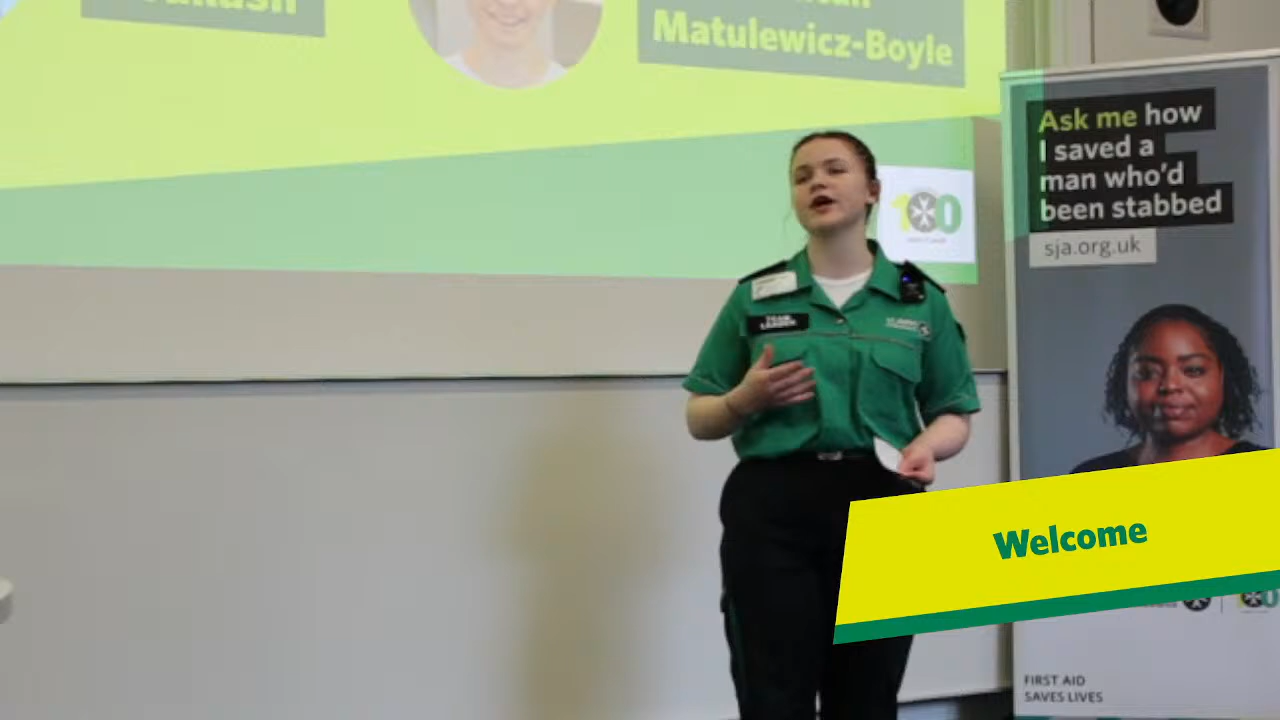 Matulewicz-Boyle
100
Ask me how
I saved a
man who'd
been stabbed
sja.org.uk
TEAM
LEADER
Welcome
FIRST AID
SAVES LIVES